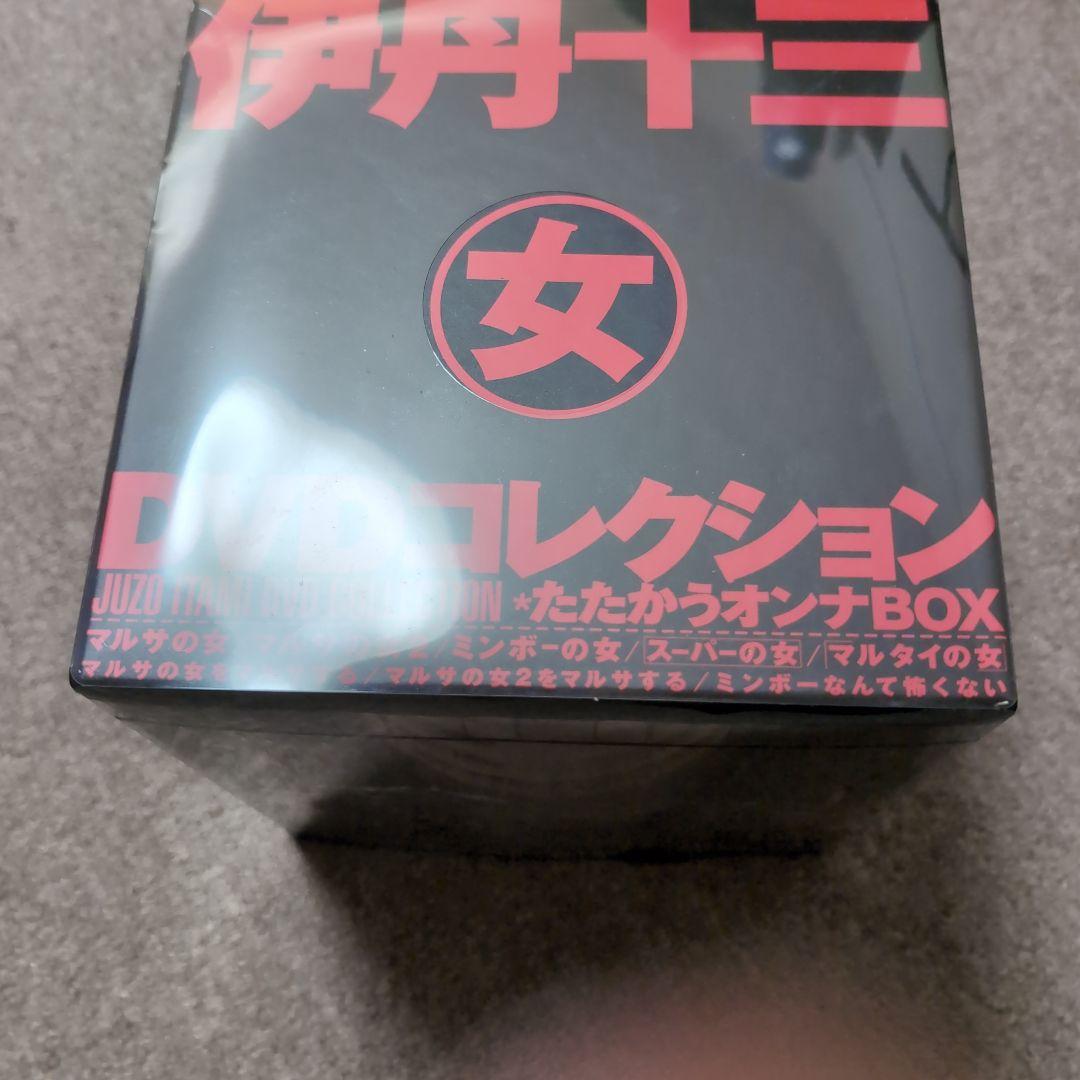 伊丹十三
女
DVDコレクション
JUZO ITAMI DVD COLLECTION *たたかうオンナBOX
マルサの女/マルサの女2/ミンボーの女/スーパーの女/マルタイの女
マルサの女をマルサする/マルサの女2をマルサする/ミンボーなんて怖くない